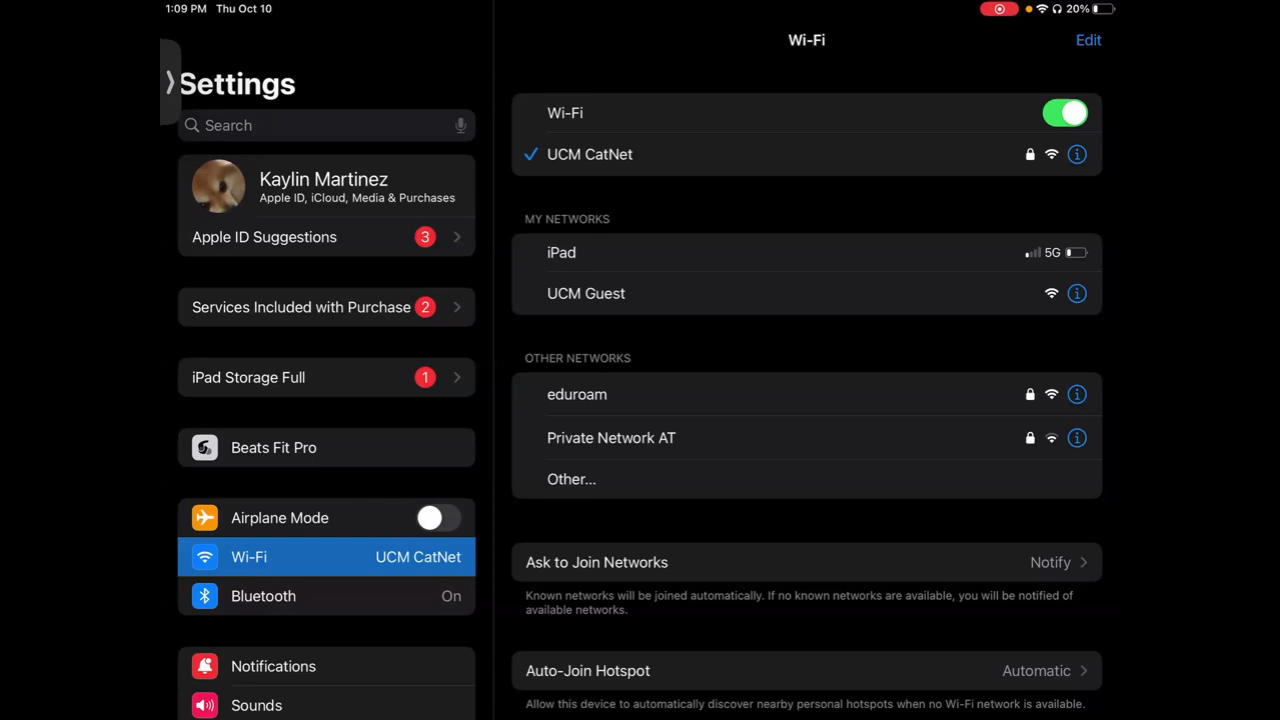 1:09 PM Thu Oct 10
20%
Settings
Search
Kaylin Martinez
Apple ID, iCloud, Media & Purchases
Apple ID Suggestions 3
Services Included with Purchase 2
iPad Storage Full 1
Beats Fit Pro
Airplane Mode
Wi-Fi UCM CatNet
Bluetooth On
Notifications
Sounds
Wi-Fi
Edit
Wi-Fi
UCM CatNet
MY NETWORKS
iPad 5G
UCM Guest
OTHER NETWORKS
eduroam
Private Network AT
Other...
Ask to Join Networks Notify
Known networks will be joined automatically. If no known networks are available, you will be notified of
available networks.
Auto-Join Hotspot Automatic
Allow this device to automatically discover nearby personal hotspots when no Wi-Fi network is available.